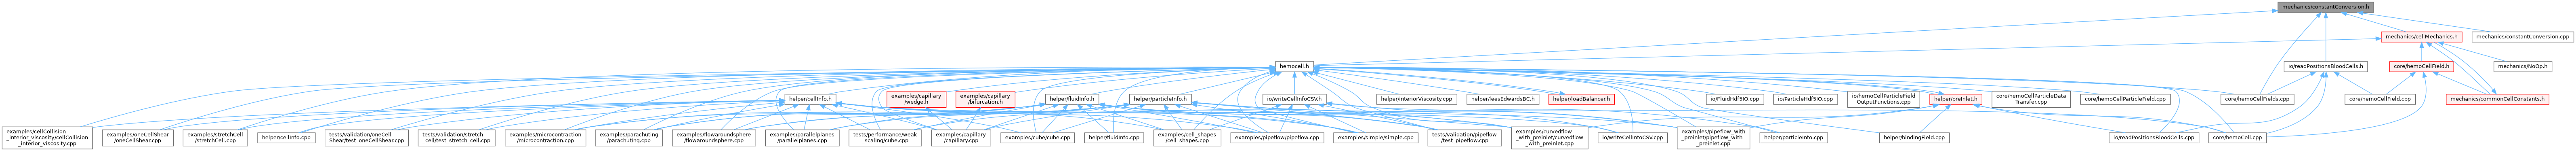 mechanics/constantConversion.h
mechanics/cellMechanics.h
mechanics/constantConversion.cpp
hemocell.h
io/readPositionsBloodCells.h
core/hemoCellField.h
mechanics/NoOp.h
helper/cellInfo.h
examples/capillary
/wedge.h
examples/capillary
/bifurcation.h
helper/fluidInfo.h
helper/particleInfo.h
io/writeCellInfoCSV.h
helper/interiorViscosity.cpp
helper/leesEdwardsBC.h
helper/loadBalancer.h
io/FluidHdf5IO.cpp
io/ParticleHdf5IO.cpp
io/hemoCellParticleField
OutputFunctions.cpp
helper/preInlet.h
core/hemoCellParticleData
Transfer.cpp
core/hemoCellParticleField.cpp
core/hemoCellFields.cpp
core/hemoCellField.cpp
mechanics/commonCellConstants.h
examples/cellCollision
_interior_viscosity/cellCollision
_interior_viscosity.cpp
examples/oneCellShear
/oneCellShear.cpp
examples/stretchCell
/stretchCell.cpp
helper/cellInfo.cpp
tests/validation/oneCell
Shear/test_oneCellShear.cpp
tests/validation/stretch
_cell/test_stretch_cell.cpp
examples/microcontraction
/microcontraction.cpp
examples/parachuting
/parachuting.cpp
examples/flowaroundsphere
/flowaroundsphere.cpp
examples/parallelplanes
/parallelplanes.cpp
tests/performance/weak
_scaling/cube.cpp
examples/capillary
/capillary.cpp
examples/cube/cube.cpp
helper/fluidInfo.cpp
examples/cell_shapes
/cell_shapes.cpp
examples/pipeflow/pipeflow.cpp
examples/simple/simple.cpp
tests/validation/pipeflow
/test_pipeflow.cpp
examples/curvedflow
_with_preinlet/curvedflow
_with_preinlet.cpp
io/writeCellInfoCSV.cpp
examples/pipeflow_with
_preinlet/pipeflow_with
_preinlet.cpp
helper/particleInfo.cpp
helper/bindingField.cpp
io/readPositionsBloodCells.cpp
core/hemoCell.cpp